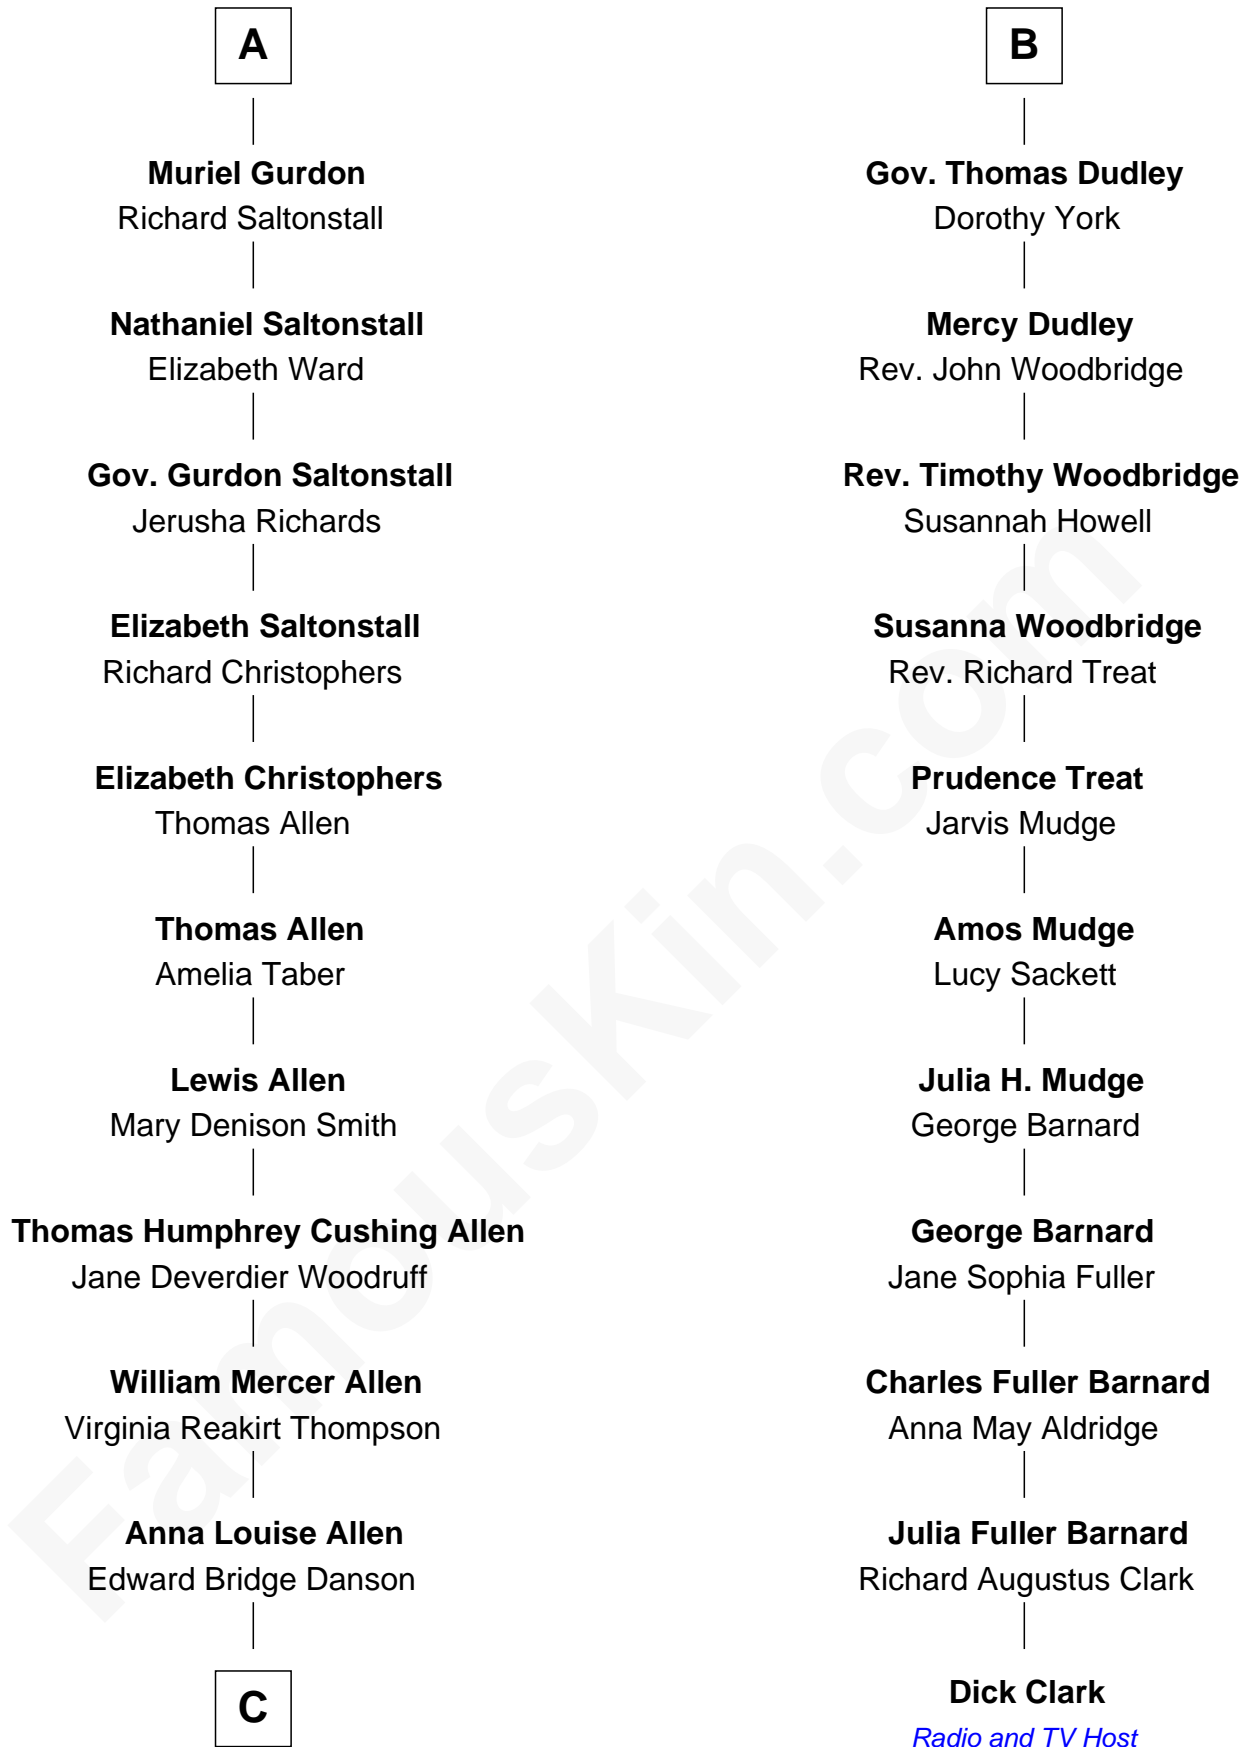 A
Muriel Gurdon
Richard Saltonstall
Nathaniel Saltonstall
Elizabeth Ward
Gov. Gurdon Saltonstall
Jerusha Richards
Elizabeth Saltonstall
Richard Christophers
Elizabeth Christophers
Thomas Allen
Thomas Allen
Amelia Taber
Lewis Allen
Mary Denison Smith
Thomas Humphrey Cushing Allen
Jane Deverdier Woodruff
William Mercer Allen
Virginia Reakirt Thompson
Anna Louise Allen
Edward Bridge Danson
C
B
Gov. Thomas Dudley
Dorothy York
Mercy Dudley
Rev. John Woodbridge
Rev. Timothy Woodbridge
Susannah Howell
Susanna Woodbridge
Rev. Richard Treat
Prudence Treat
Jarvis Mudge
Amos Mudge
Lucy Sackett
Julia H. Mudge
George Barnard
George Barnard
Jane Sophia Fuller
Charles Fuller Barnard
Anna May Aldridge
Julia Fuller Barnard
Richard Augustus Clark
Dick Clark
Radio and TV Host
FamousKin.com